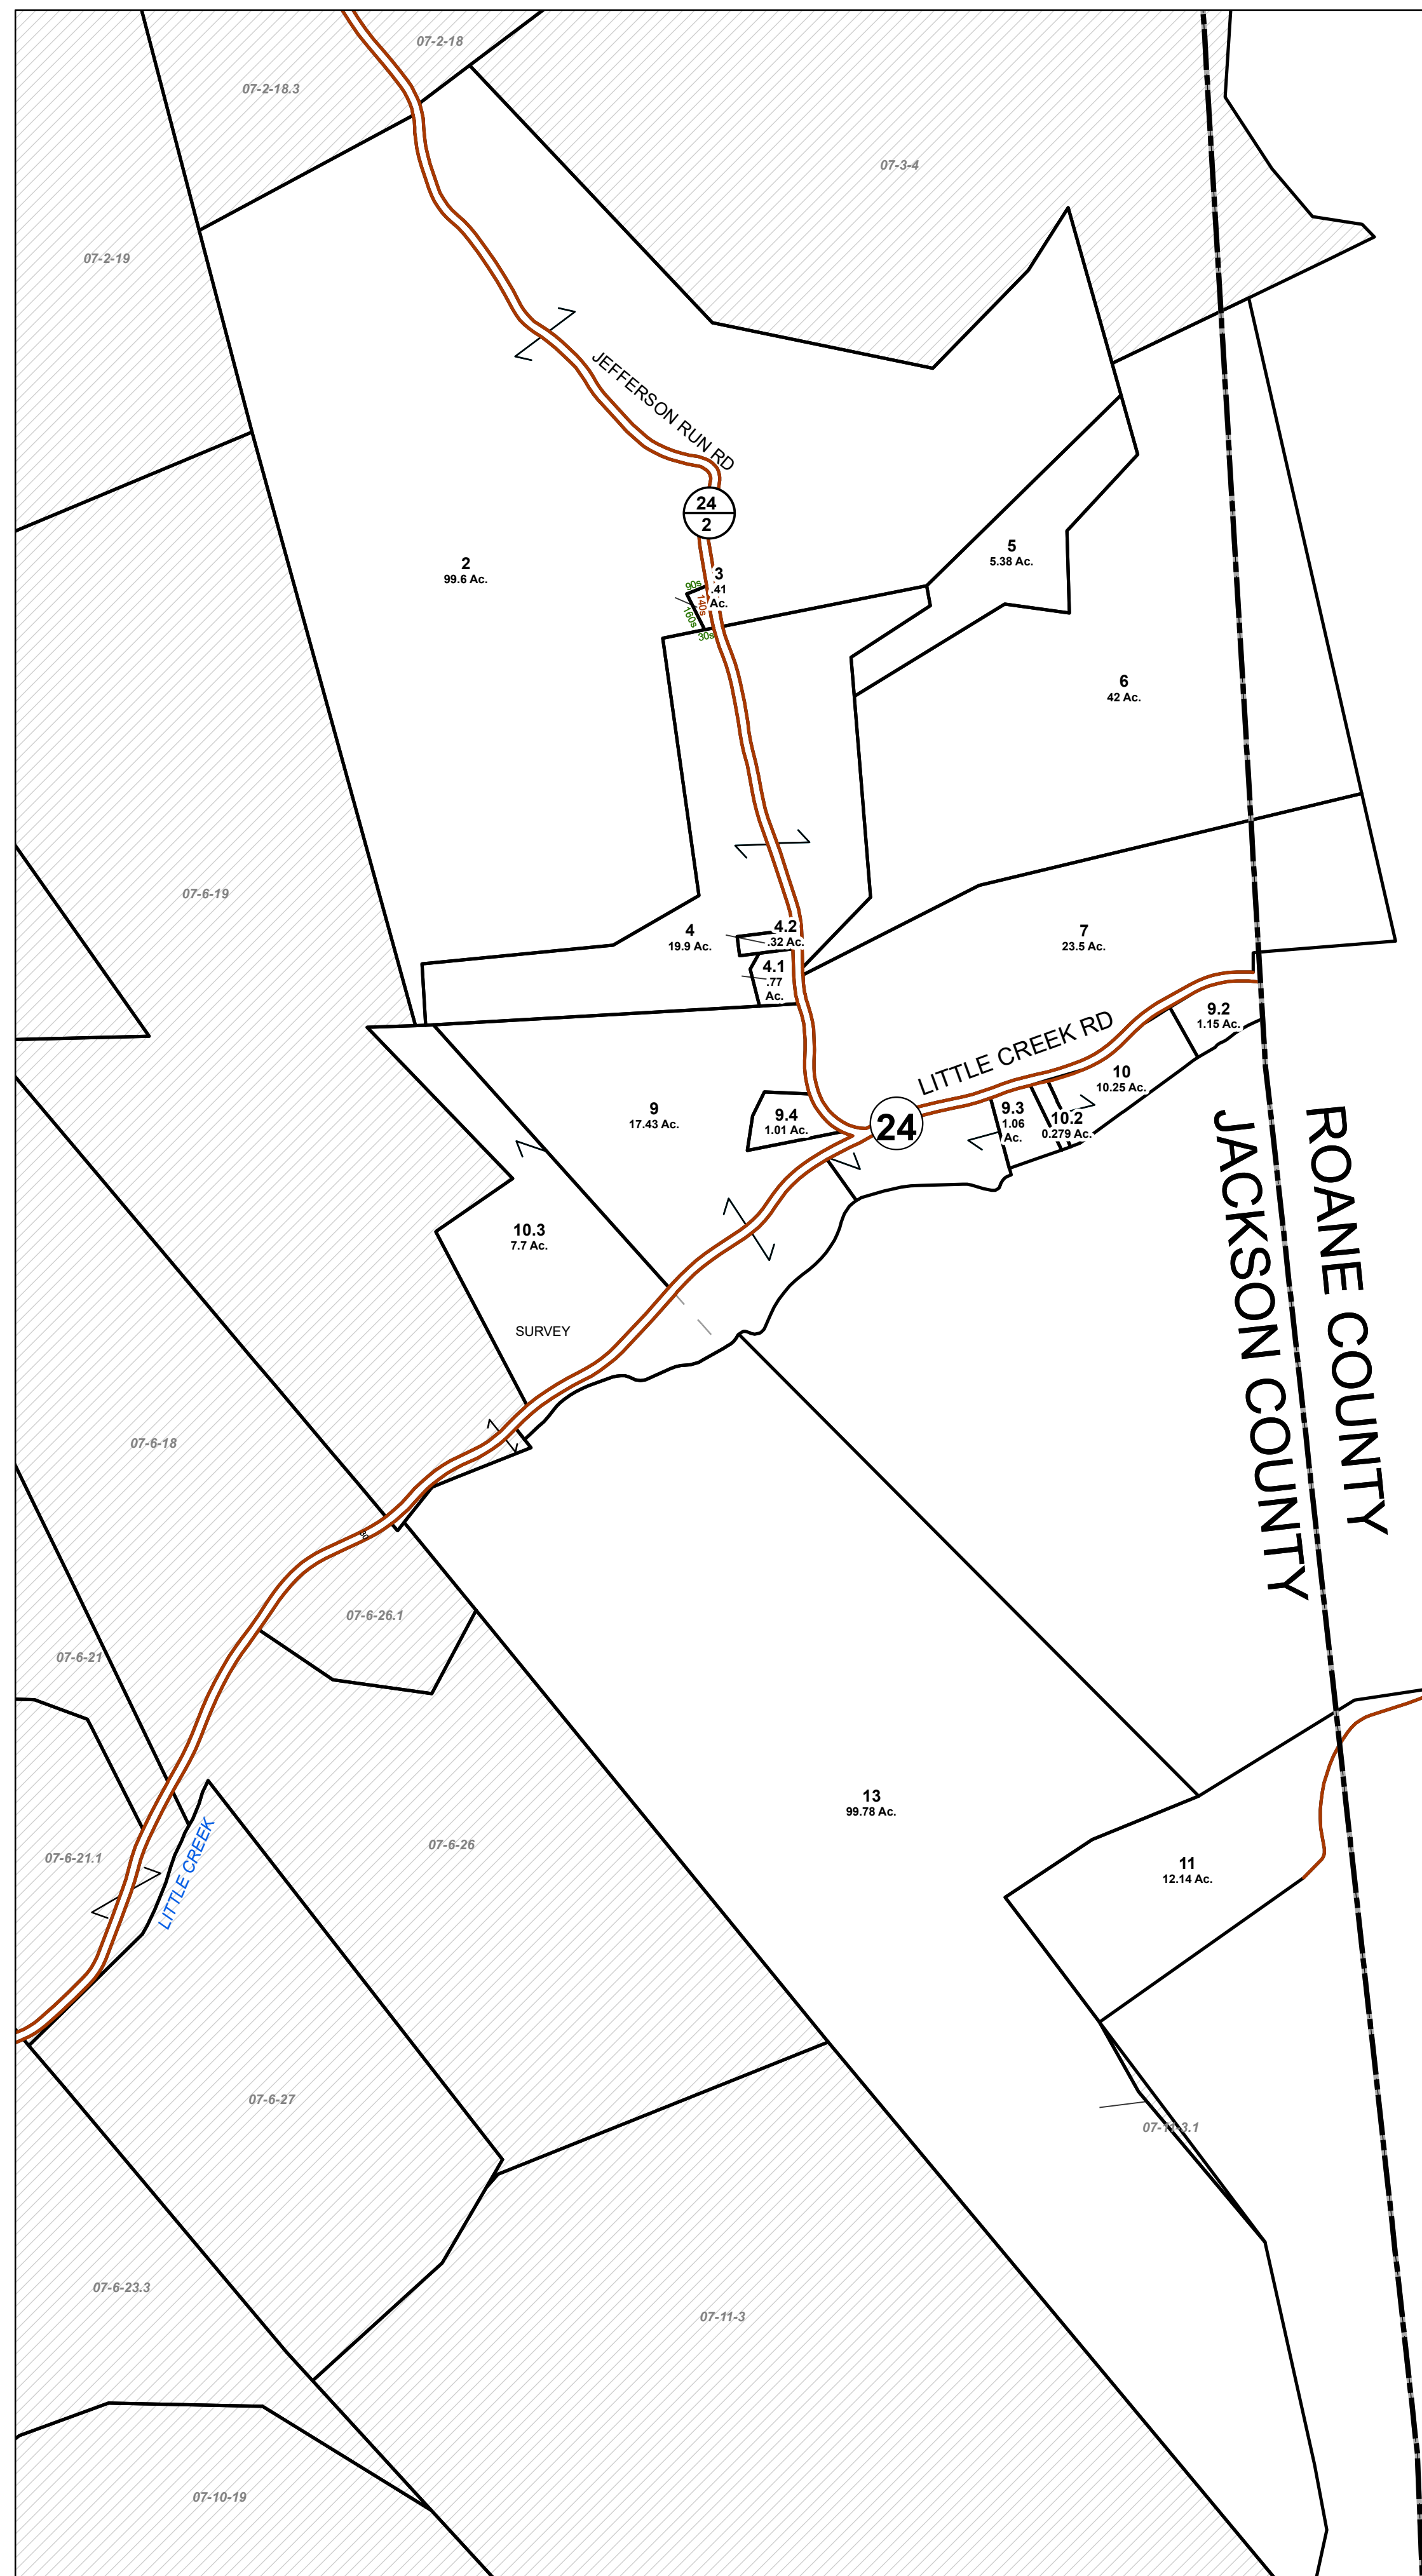 07-2-18
07-2-18.3
07-3-4
07-2-19
JEFFERSON RUN RD
24
2
2
99.6 Ac.
5
5.38 Ac.
3
.41
Ac.
90s
140s
160s
30s
6
42 Ac.
07-6-19
4
19.9 Ac.
4.2
.32 Ac.
4.1
.77
Ac.
7
23.5 Ac.
9.2
1.15 Ac.
LITTLE CREEK RD
10
10.25 Ac.
9
17.43 Ac.
9.4
1.01 Ac.
24
9.3
1.06
Ac.
10.2
0.279 Ac.
ROANE COUNTY
JACKSON COUNTY
10.3
7.7 Ac.
SURVEY
07-6-18
07-6-26.1
07-6-21
13
99.78 Ac.
07-6-26
07-6-21.1
LITTLE CREEK
11
12.14 Ac.
07-6-27
07-11-3.1
07-6-23.3
07-11-3
07-10-19